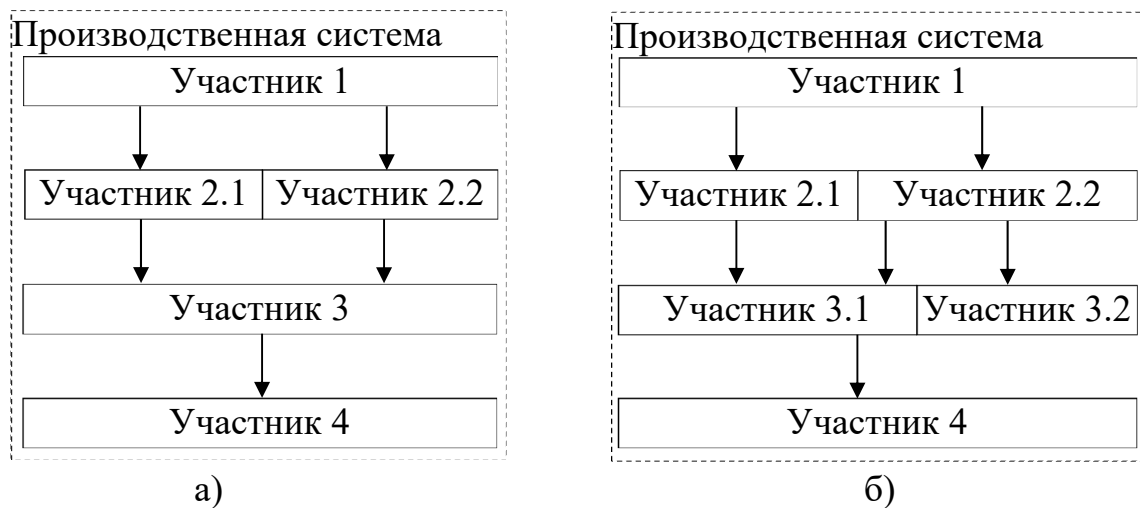 Производственная система
Участник 1
Участник 2.1 Участник 2.2
Участник 3
Участник 4
а)
Производственная система
Участник 1
Участник 2.1 Участник 2.2
Участник 3.1 Участник 3.2
Участник 4
б)